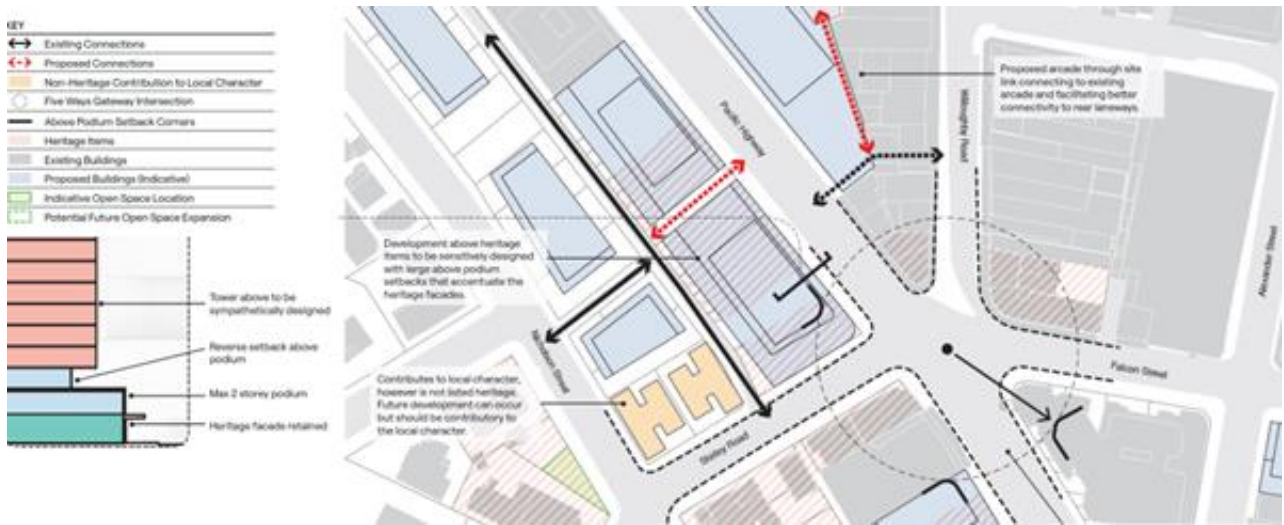 KEY
Existing Connections
Proposed Connections
Non-Heritage Contribution to Local Character
Five Ways Gateway Intersection
Above Podium Setback Corners
Heritage Items
Existing Buildings
Proposed Buildings (Indicative)
Indicative Open Space Location
Potential Future Open Space Expansion
Tower above to be
sympathetically designed
Reverse setback above
podium
Max 2 storey podium
Heritage facade retained
Pacific Highway
Willoughby Road
Proposed arcade through site
link connecting to existing
arcade and facilitating better
connectivity to rear laneways.
Alexander Street
Development above heritage
items to be sensitively designed
with large above podium
setbacks that accentuate the
heritage facades.
Nicholson Street
Falcon Street
Contributes to local character,
however is not listed heritage.
Future development can occur
but should be contributory to
the local character.
Shirley Road